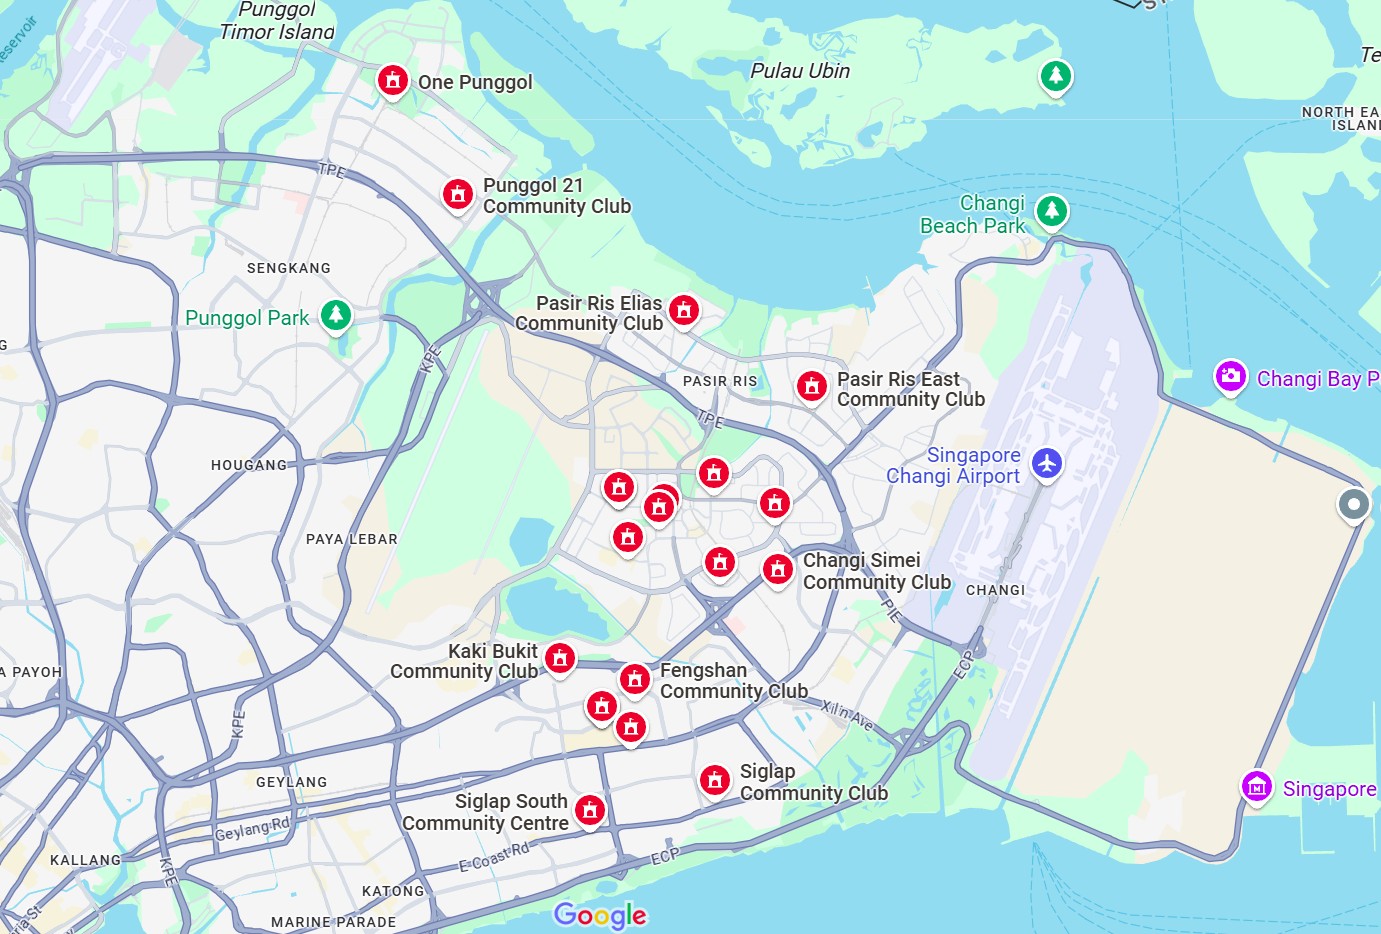 Punggol
Timor Island
Reservoir
One Punggol
Pulau Ubin
NORTH EA
ISLAN
TPE
Punggol 21
Community Club
Changi
Beach Park
SENGKANG
Punggol Park
Pasir Ris Elias
Community Club
KPE
PASIR RIS
Pasir Ris East
Community Club
Changi Bay P
TPE
HOUGANG
Singapore
Changi Airport
PAYA LEBAR
Changi Simei
Community Club
CHANGI
PIE
Kaki Bukit
Community Club
A PAYOH
Fengshan
Community Club
ECP
KPE
Xil'n Ave
GEYLANG
Siglap
Community Club
Singapore
Siglap South
Community Centre
Geylang Rd
KALLANG
KPE
E Coast Rd
ECP
KATONG
MARINE PARADE
Google